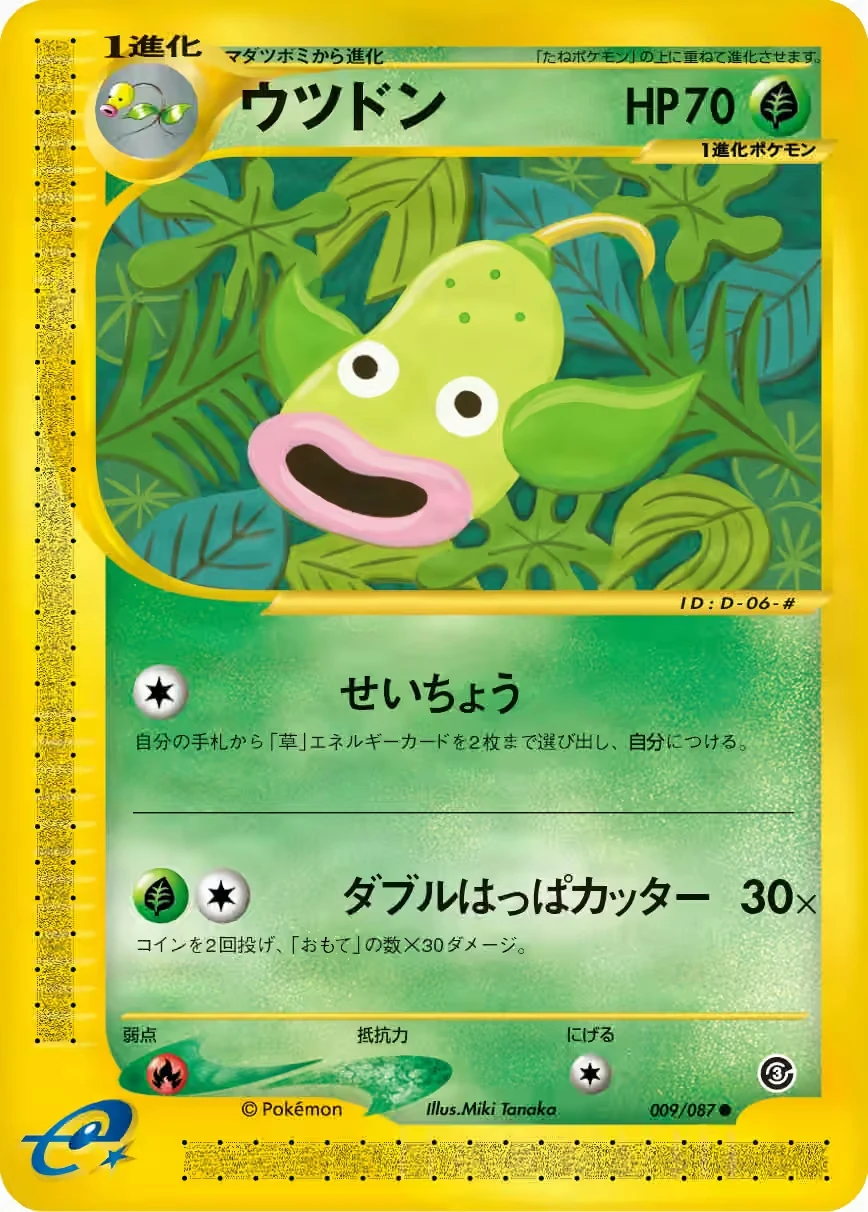 1進化
マダツボミから進化
「たねポケモン」の上に重ねて進化させます。
ウツドン
HP70
1進化ポケモン
ID:D-06-#
せいちょう
自分の手札から「草」エネルギーカードを2枚まで選び出し、自分につける。
ダブルはっぱカッター 30×
コインを2回投げ、「おもて」の数×30ダメージ。
弱点 抵抗力 にげる
3
© Pokémon Illus.Miki Tanaka 009/087●
e